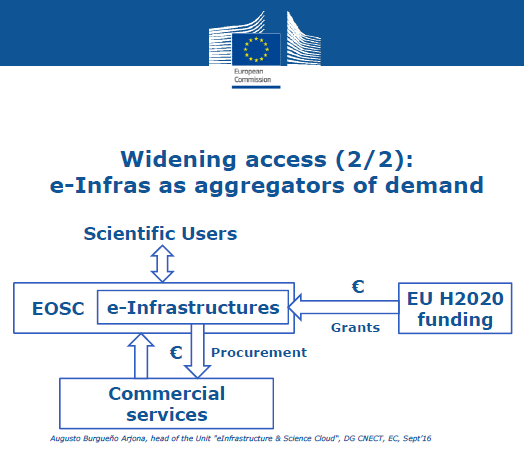 European
Commission
Widening access (2/2):
e-Infras as aggregators of demand
Scientific Users
EOSC
e-Infrastructures
€
Grants
EU H2020
funding
€
Procurement
Commercial
services
Augusto Burgueño Arjona, head of the Unit "eInfrastructure & Science Cloud", DG CNECT, EC, Sept'16